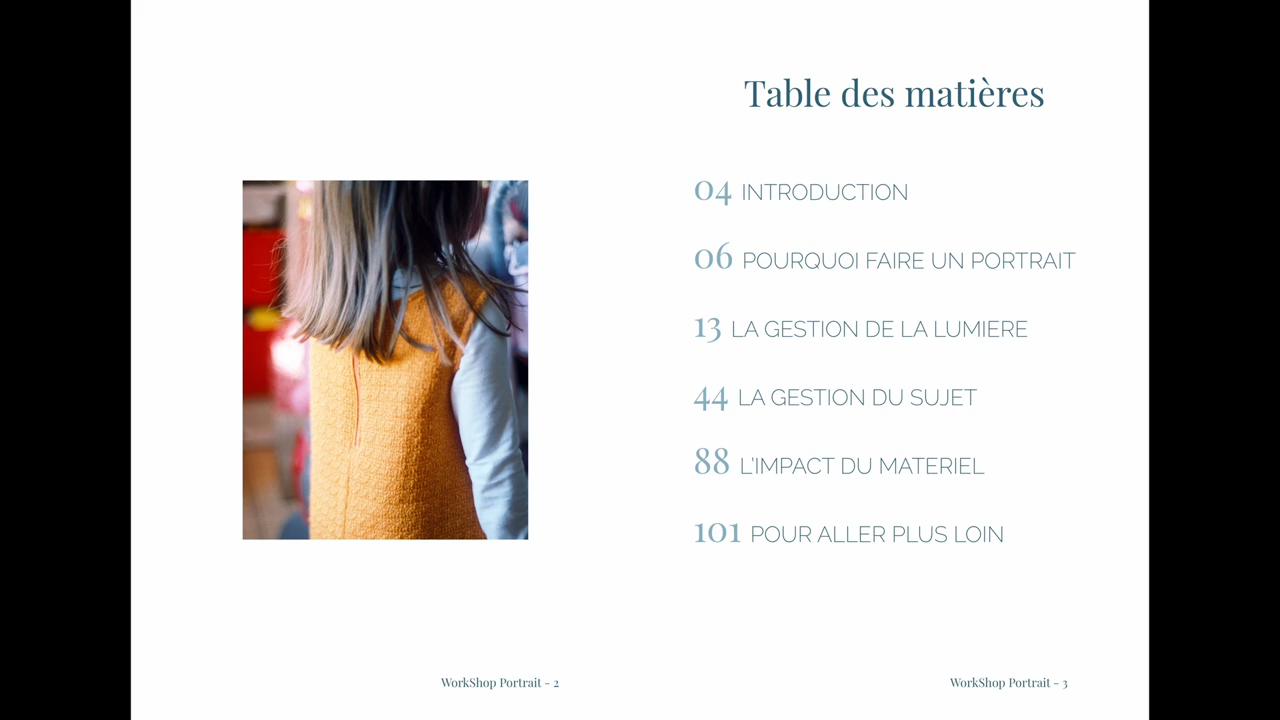 Table des matières
04 INTRODUCTION
06 POURQUOI FAIRE UN PORTRAIT
13 LA GESTION DE LA LUMIERE
44 LA GESTION DU SUJET
88 L'IMPACT DU MATERIEL
101 POUR ALLER PLUS LOIN
WorkShop Portrait - 2
WorkShop Portrait - 3